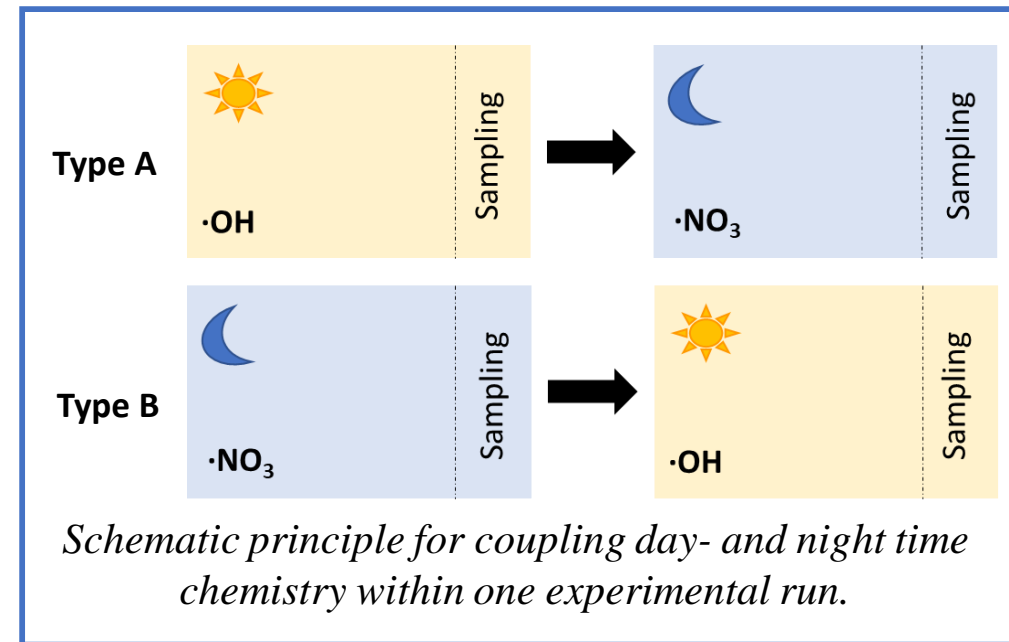 Type A
·OH
Sampling
·NO₃
Sampling
Type B
·NO₃
Sampling
·OH
Sampling
Schematic principle for coupling day- and night time
chemistry within one experimental run.